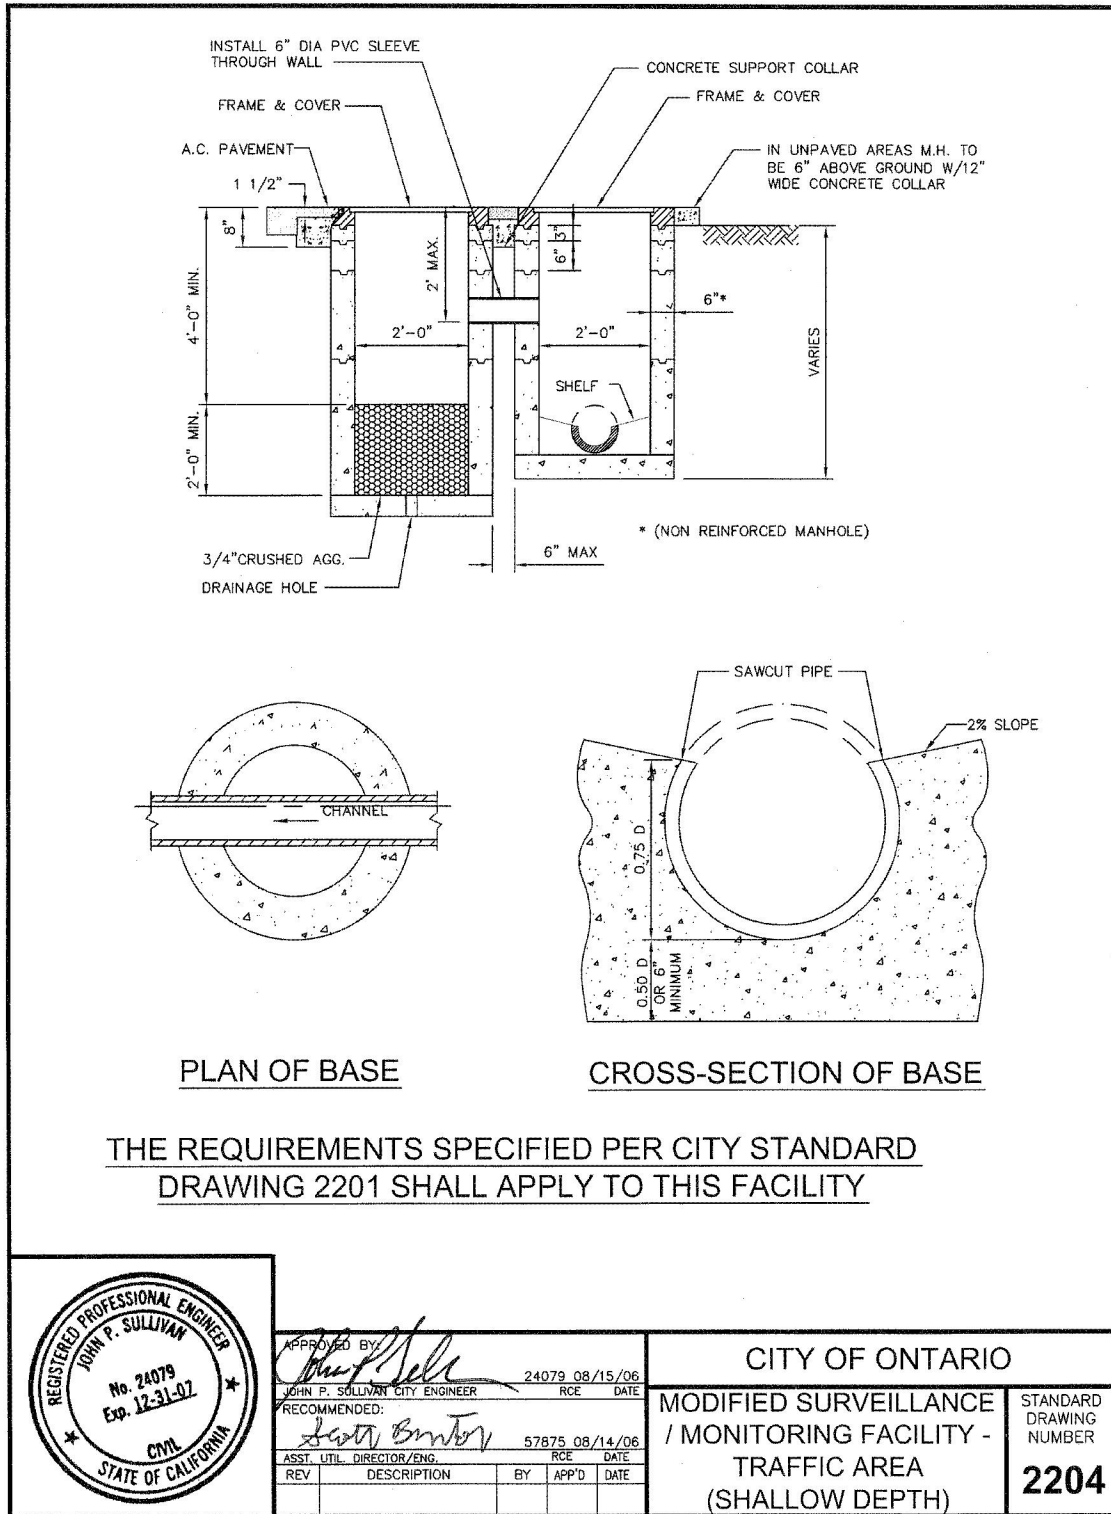 INSTALL 6" DIA PVC SLEEVE
THROUGH WALL
CONCRETE SUPPORT COLLAR
FRAME & COVER
FRAME & COVER
A.C. PAVEMENT
IN UNPAVED AREAS M.H. TO
BE 6" ABOVE GROUND W/12"
WIDE CONCRETE COLLAR
1 1/2"
8"
3"
6"
2' MAX.
4'-0" MIN.
6"*
2'-0"
2'-0"
VARIES
SHELF
2'-0" MIN.
* (NON REINFORCED MANHOLE)
6" MAX
3/4"CRUSHED AGG.
DRAINAGE HOLE
SAWCUT PIPE
2% SLOPE
CHANNEL
0.75 D
0.50 D
OR 6"
MINIMUM
PLAN OF BASE
CROSS-SECTION OF BASE
THE REQUIREMENTS SPECIFIED PER CITY STANDARD
DRAWING 2201 SHALL APPLY TO THIS FACILITY
REGISTERED PROFESSIONAL ENGINEER
JOHN P. SULLIVAN
No. 24079
Exp. 12-31-07
CIVIL
STATE OF CALIFORNIA
APPROVED BY:
24079 08/15/06
JOHN P. SULLIVAN CITY ENGINEER RCE DATE
RECOMMENDED:
Scott Burton
57875 08/14/06
ASST. UTIL. DIRECTOR/ENG. RCE DATE
REV DESCRIPTION BY APP'D DATE
CITY OF ONTARIO
MODIFIED SURVEILLANCE
/ MONITORING FACILITY -
TRAFFIC AREA
(SHALLOW DEPTH)
STANDARD
DRAWING
NUMBER
2204